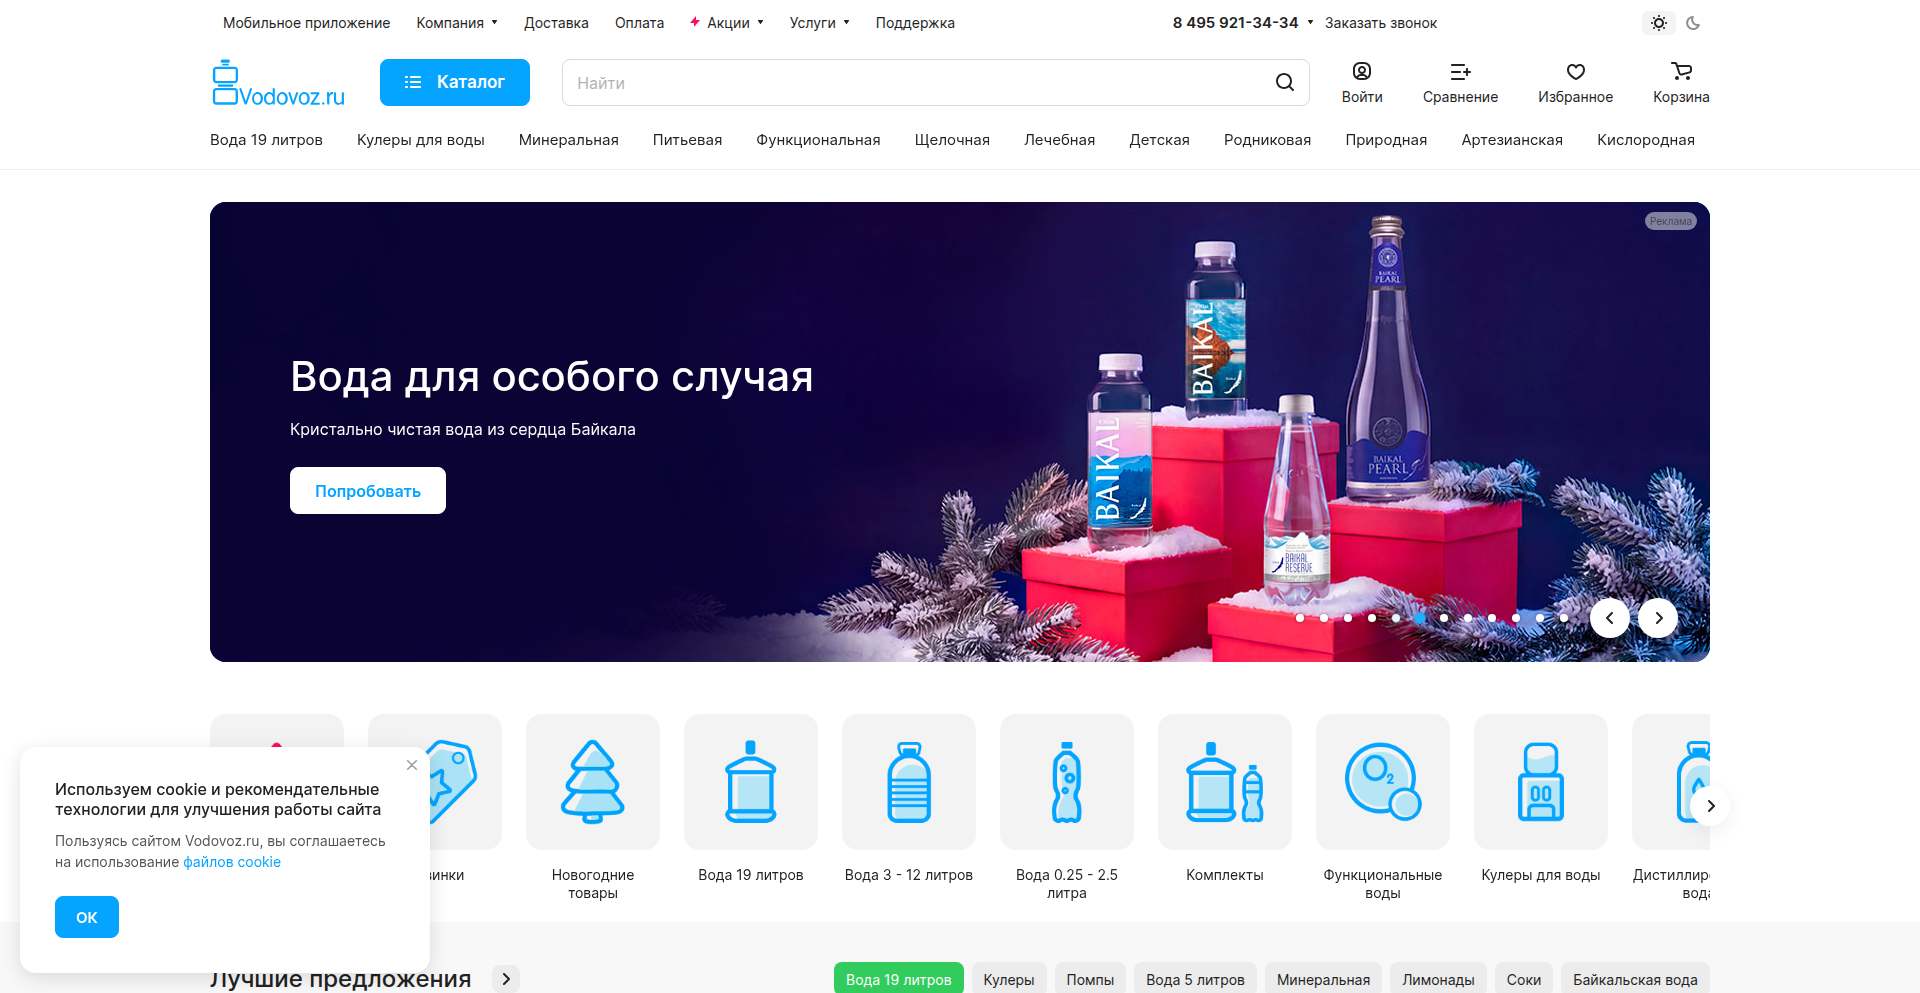 Мобильное приложение Компания Доставка Оплата Акции Услуги Поддержка 8 495 921-34-34 Заказать звонок
Vodovoz.ru Каталог Найти Войти Сравнение Избранное Корзина
Вода 19 литров Кулеры для воды Минеральная Питьевая Функциональная Щелочная Лечебная Детская Родниковая Природная Артезианская Кислородная
Реклама
Вода для особого случая
Кристально чистая вода из сердца Байкала
Попробовать
BAIKAL
BAIKAL
BAIKAL
PEARL
BAIKAL
PEARL
BAIKAL
RESERVE
O2
Новогодние
товары
Вода 19 литров
Вода 3 - 12 литров
Вода 0.25 - 2.5
литра
Комплекты
Функциональные
воды
Кулеры для воды
Используем cookie и рекомендательные
технологии для улучшения работы сайта
Пользуясь сайтом Vodovoz.ru, вы соглашаетесь
на использование файлов cookie
ОК
Лучшие предложения
Вода 19 литров Кулеры Помпы Вода 5 литров Минеральная Лимонады Соки Байкальская вода